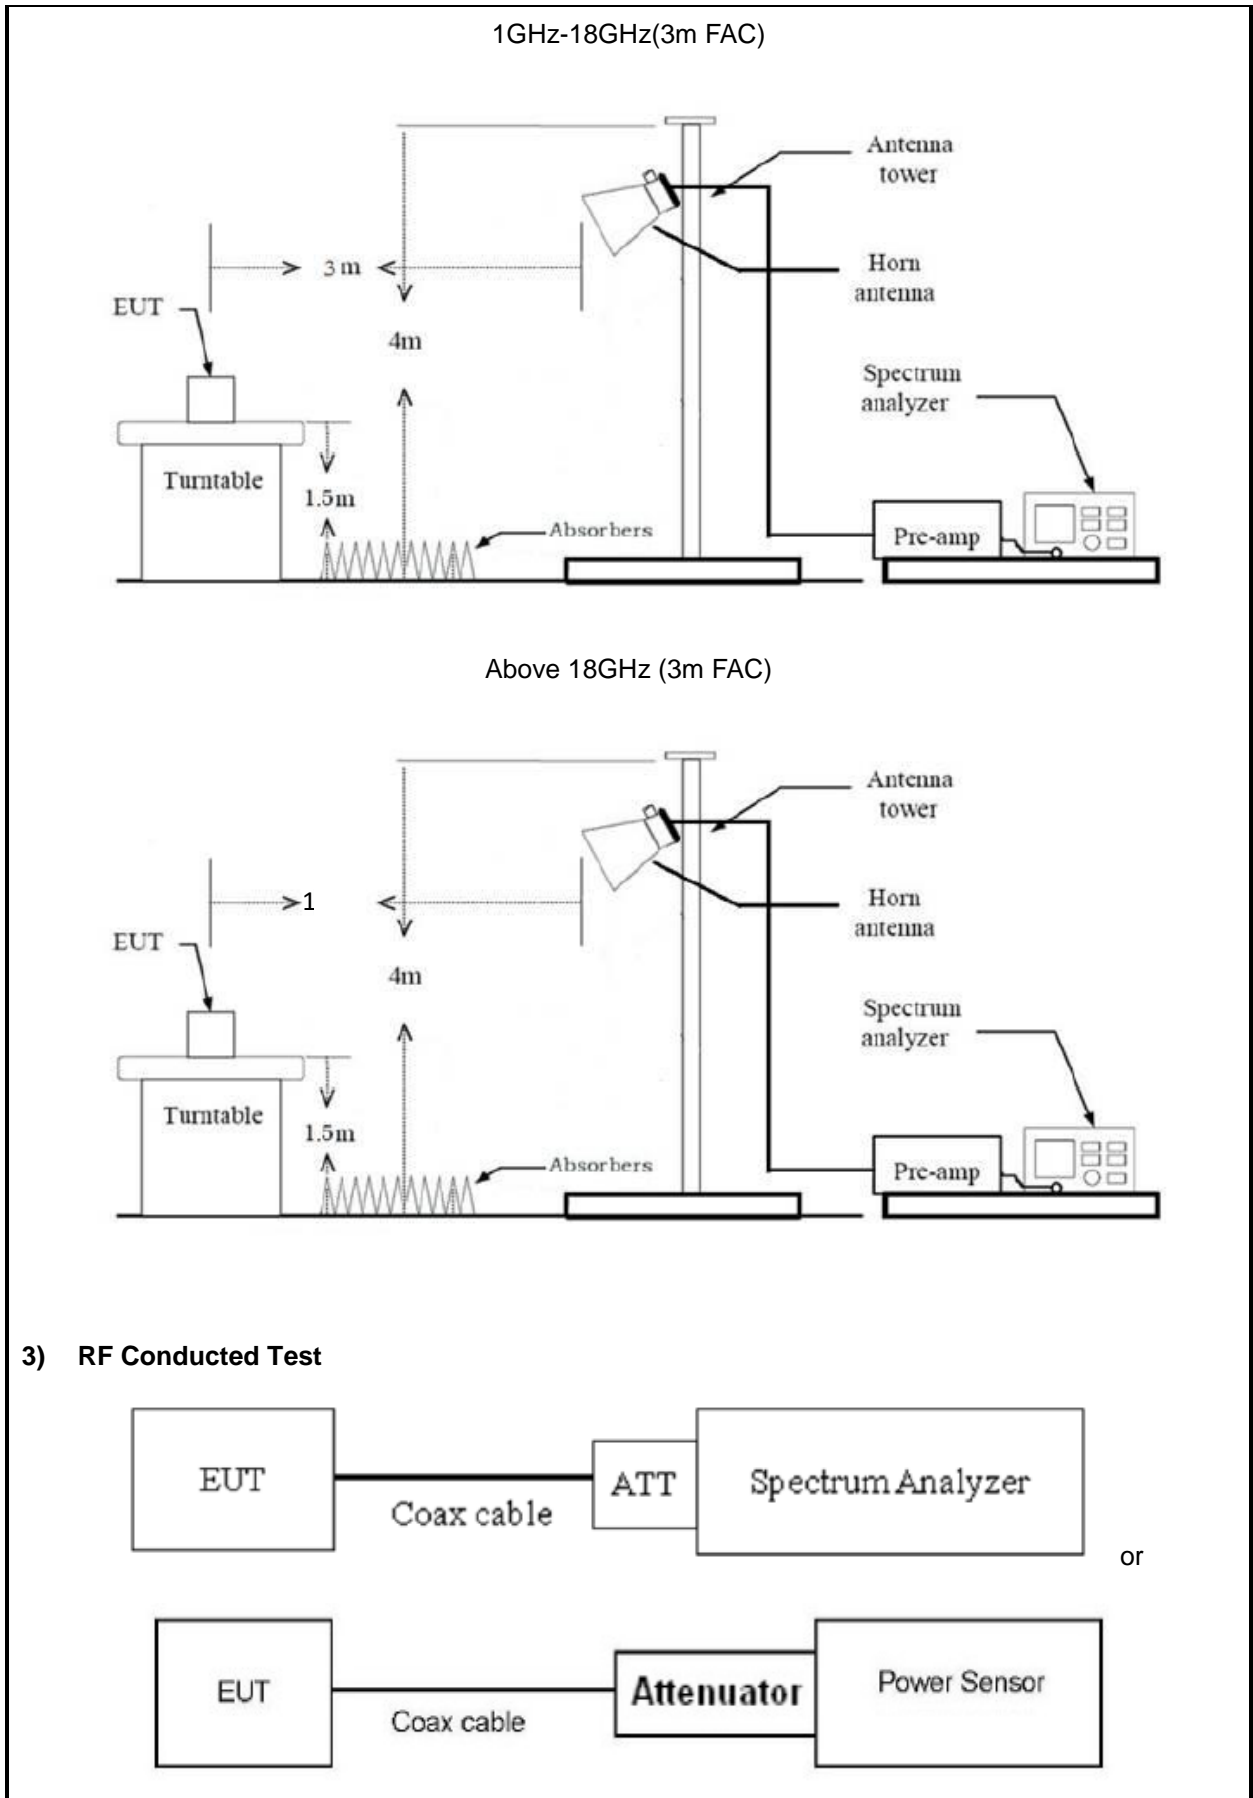 1GHz-18GHz(3m FAC)
Antenna
tower
3 m
Horn
antenna
EUT
4m
Spectrum
analyzer
Turntable
1.5m
Absorbers
Pre-amp
Above 18GHz (3m FAC)
Antenna
tower
1
Horn
antenna
EUT
4m
Spectrum
analyzer
Turntable
1.5m
Absorbers
Pre-amp
3) RF Conducted Test
EUT
Coax cable
ATT
Spectrum Analyzer
or
EUT
Coax cable
Attenuator
Power Sensor